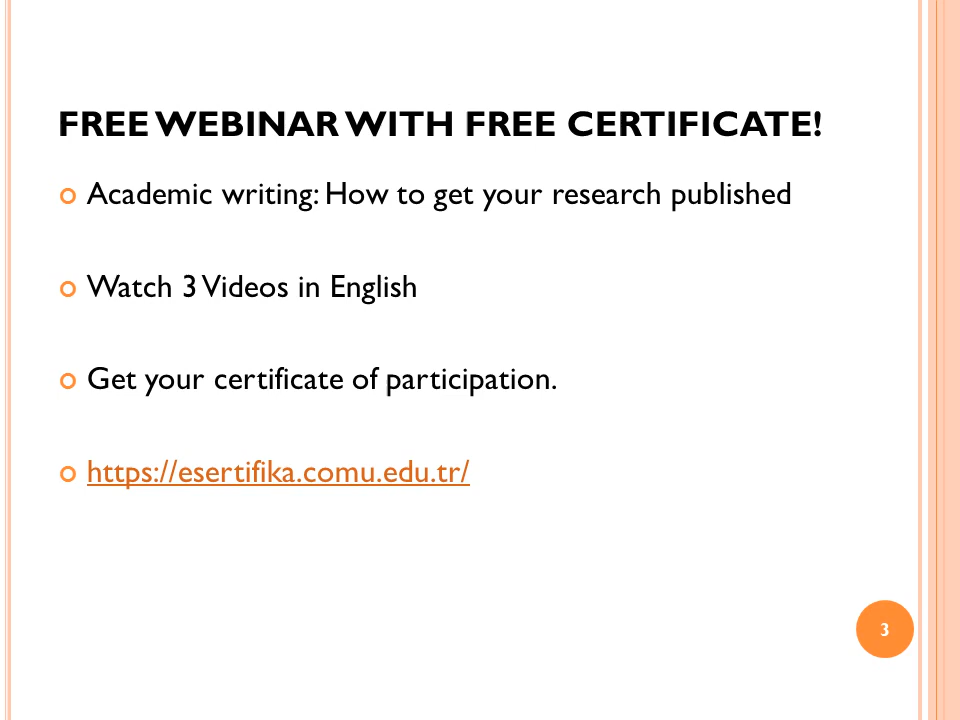 FREE WEBINAR WITH FREE CERTIFICATE!
Academic writing: How to get your research published
Watch 3 Videos in English
Get your certificate of participation.
https://esertifika.comu.edu.tr/
3